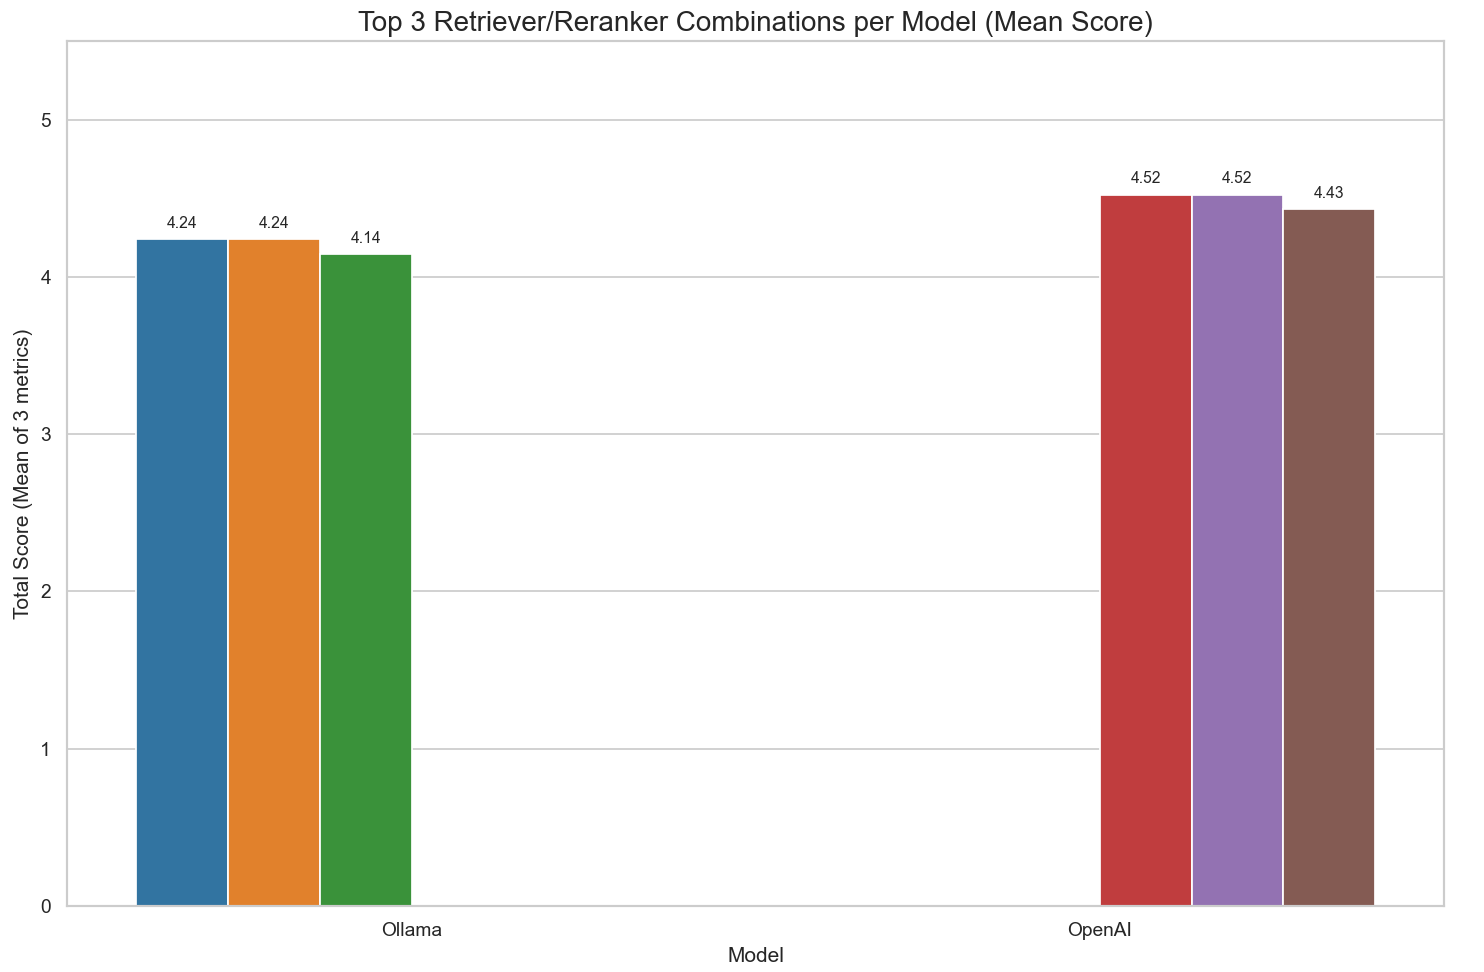 Top 3 Retriever/Reranker Combinations per Model (Mean Score)
Total Score (Mean of 3 metrics)
5
4
3
2
1
0
4.24
4.24
4.14
4.52
4.52
4.43
Ollama
OpenAI
Model